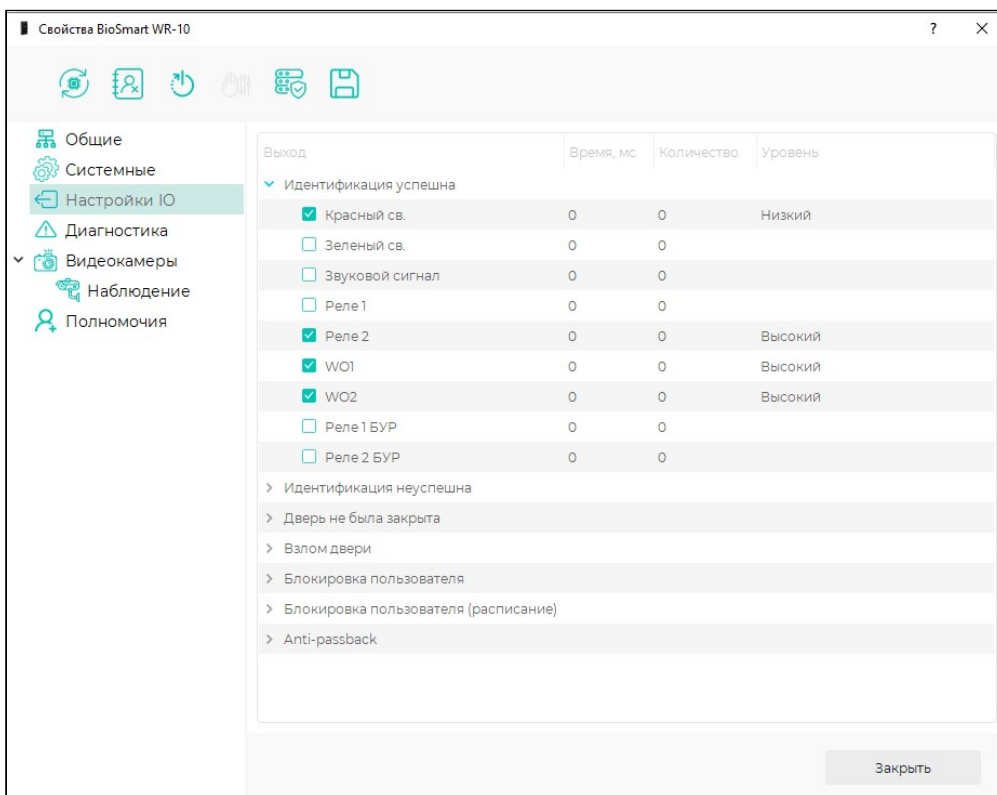 Свойства BioSmart WR-10 ?
Общие
Системные
Настройки IO
Диагностика
Видеокамеры
Наблюдение
Полномочия
Выход Время, мс Количество Уровень
Идентификация успешна
Красный св. 0 0 Низкий
Зеленый св. 0 0
Звуковой сигнал 0 0
Реле 1 0 0
Реле 2 0 0 Высокий
WO1 0 0 Высокий
WO2 0 0 Высокий
Реле 1 БУР 0 0
Реле 2 БУР 0 0
Идентификация неуспешна
Дверь не была закрыта
Взлом двери
Блокировка пользователя
Блокировка пользователя (расписание)
Anti-passback
Закрыть